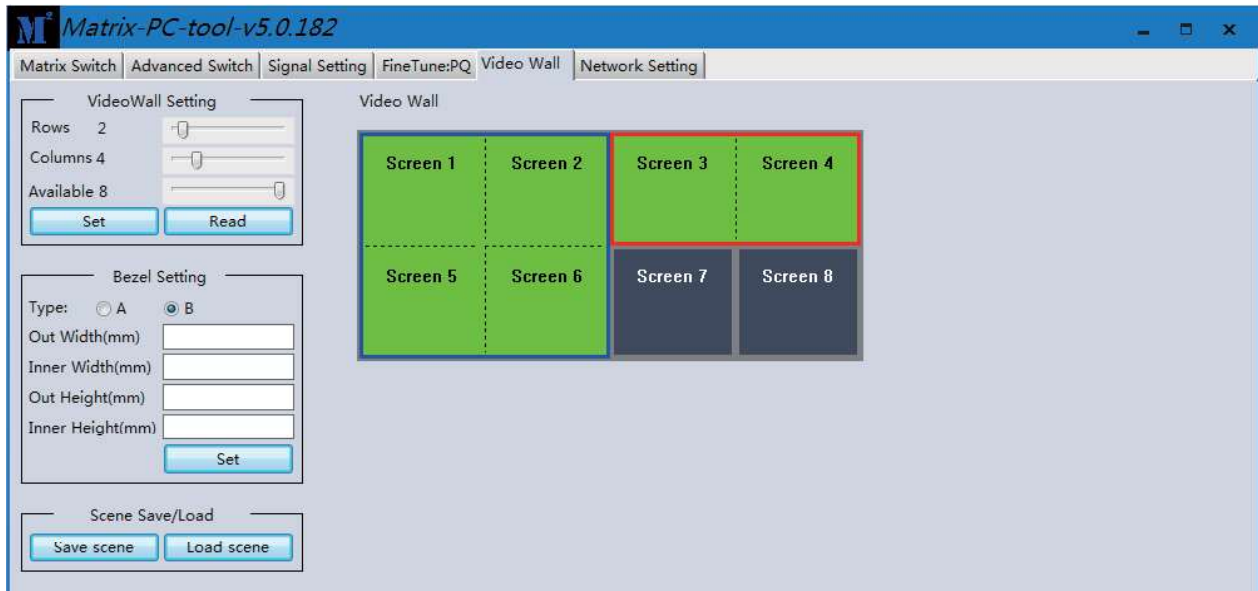 M² Matrix-PC-tool-v5.0.182
Matrix Switch Advanced Switch Signal Setting FineTune:PQ Video Wall Network Setting
VideoWall Setting
Rows 2
Columns 4
Available 8
Set Read
Bezel Setting
Type: A B
Out Width(mm)
Inner Width(mm)
Out Height(mm)
Inner Height(mm)
Set
Scene Save/Load
Save scene Load scene
Video Wall
Screen 1 Screen 2 Screen 3 Screen 4
Screen 5 Screen 6 Screen 7 Screen 8